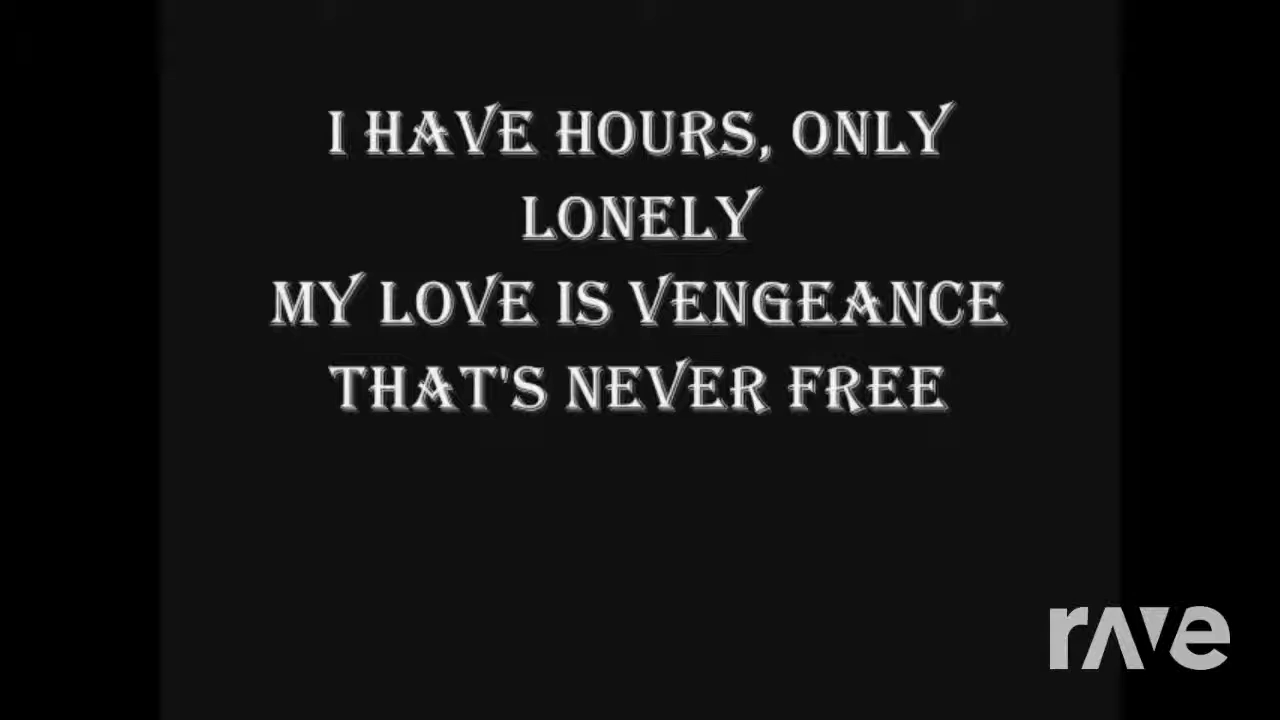 I HAVE HOURS, ONLY
LONELY
MY LOVE IS VENGEANCE
THAT'S NEVER FREE
rave